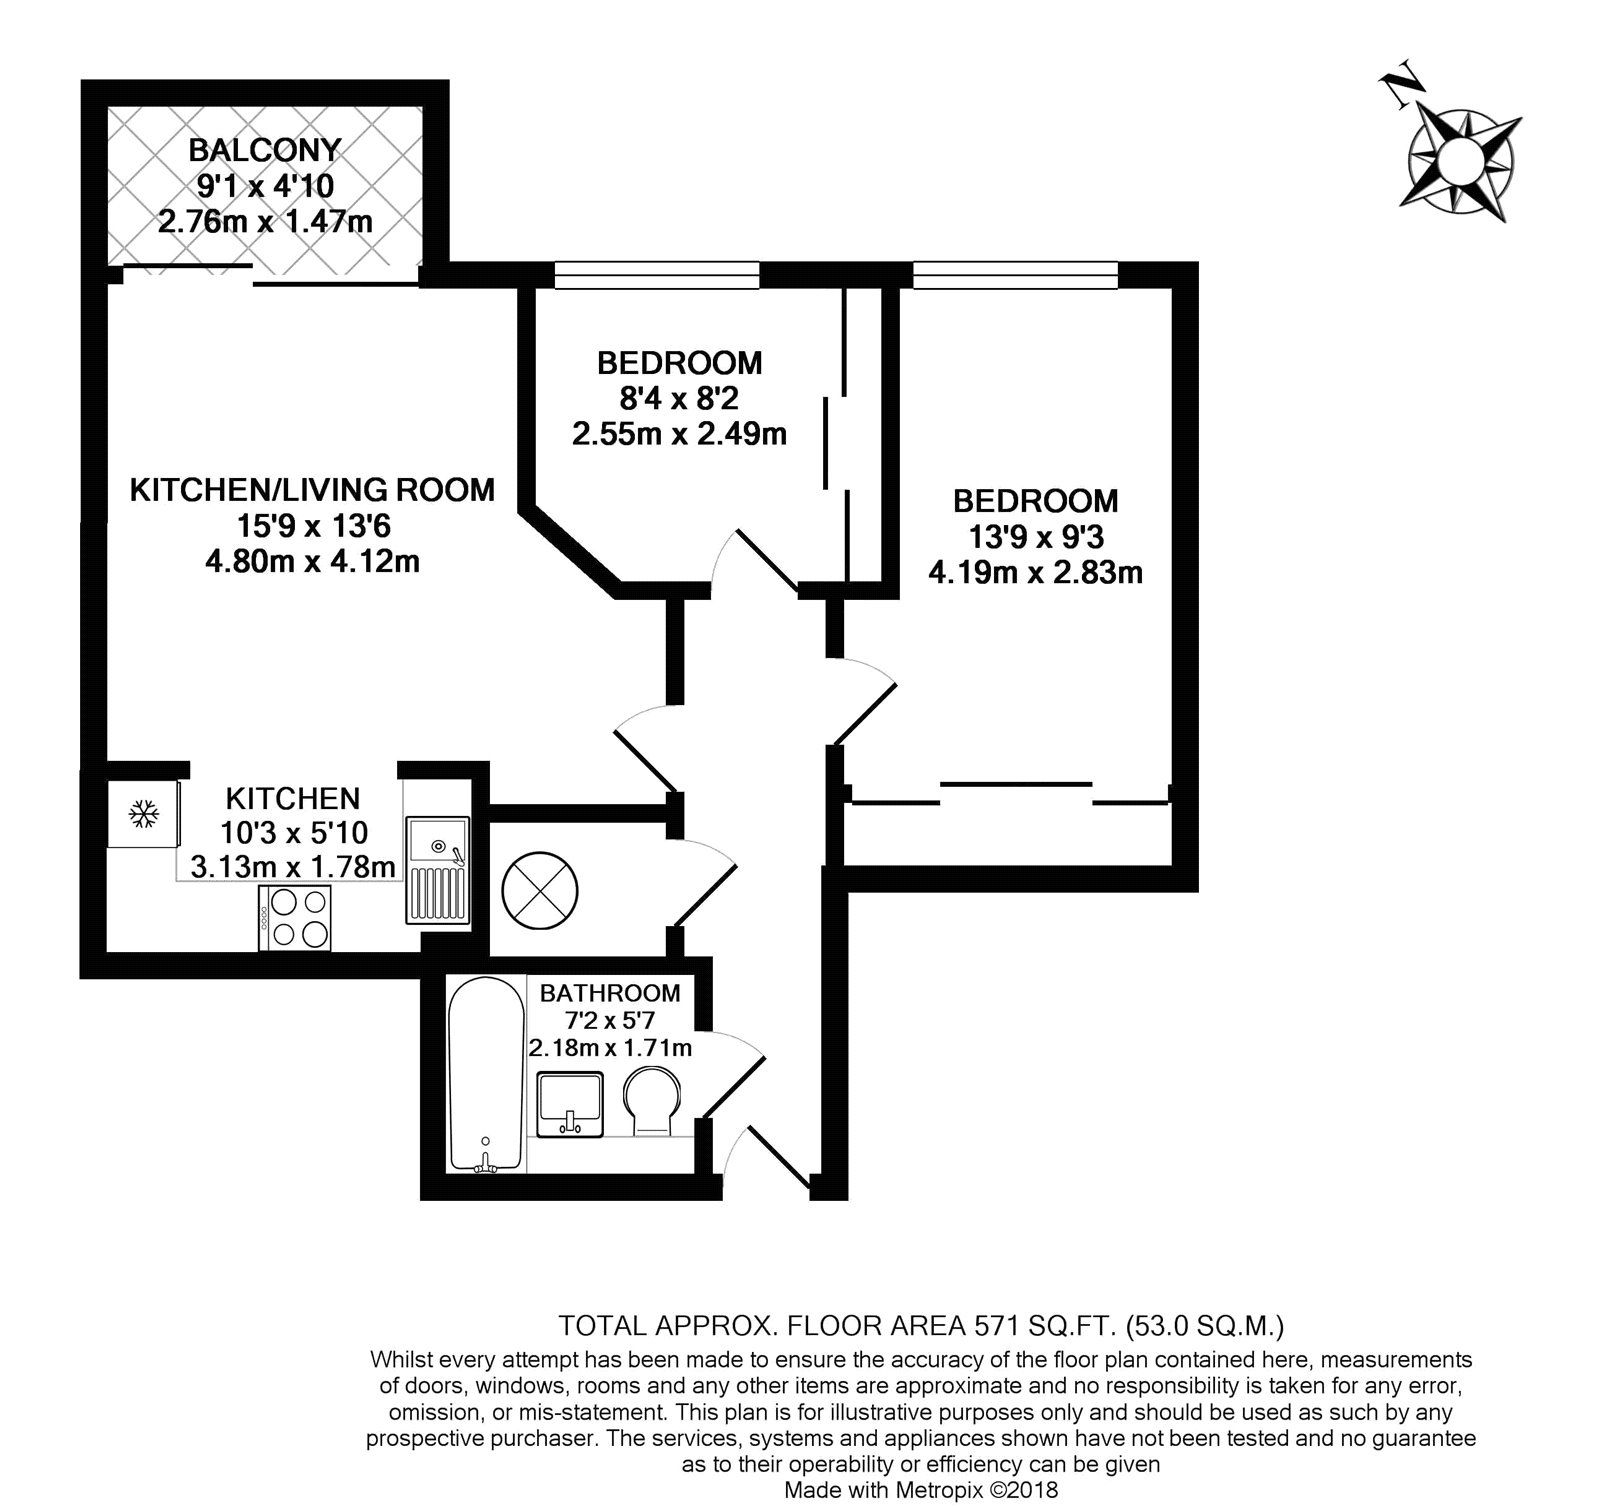 N
BALCONY
9'1 x 4'10
2.76m x 1.47m
BEDROOM
8'4 x 8'2
2.55m x 2.49m
KITCHEN/LIVING ROOM
15'9 x 13'6
4.80m x 4.12m
BEDROOM
13'9 x 9'3
4.19m x 2.83m
KITCHEN
10'3 x 5'10
3.13m x 1.78m
BATHROOM
7'2 x 5'7
2.18m x 1.71m
TOTAL APPROX. FLOOR AREA 571 SQ.FT. (53.0 SQ.M.)
Whilst every attempt has been made to ensure the accuracy of the floor plan contained here, measurements
of doors, windows, rooms and any other items are approximate and no responsibility is taken for any error,
omission, or mis-statement. This plan is for illustrative purposes only and should be used as such by any
prospective purchaser. The services, systems and appliances shown have not been tested and no guarantee
as to their operability or efficiency can be given
Made with Metropix ©2018